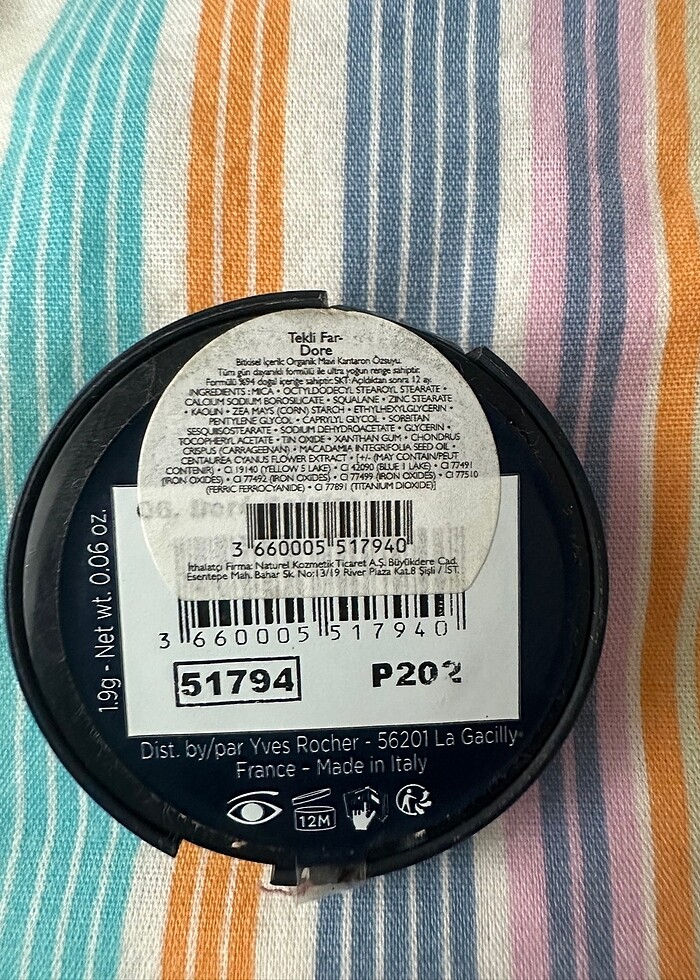 Tekli Far-
Dore
Bitkisel İçerik: Organik Mavi Kantaron Özsuyu.
Tüm gün dayanıklı formülü ile ultra yoğun renge sahiptir.
Formülü %94 doğal içeriğe sahiptir. SKT: Açıldıktan sonra 12 ay.
INGREDIENTS : MICA • OCTYLDODECYL STEAROYL STEARATE •
CALCIUM SODIUM BOROSILICATE • SQUALANE • ZINC STEARATE
• KAOLIN • ZEA MAYS (CORN) STARCH • ETHYLHEXYLGLYCERIN •
PENTYLENE GLYCOL • CAPRYLYL GLYCOL • SORBITAN
SESQUIISOSTEARATE • SODIUM DEHYDROACETATE • GLYCERIN •
TOCOPHERYL ACETATE • TIN OXIDE • XANTHAN GUM • CHONDRUS
CRISPUS (CARRAGEENAN) • MACADAMIA INTEGRIFOLIA SEED OIL •
CENTAUREA CYANUS FLOWER EXTRACT • [+/- (MAY CONTAIN/PEUT
CONTENIR) • CI 19140 (YELLOW 5 LAKE) • CI 42090 (BLUE 1 LAKE) • CI 77491
(IRON OXIDES) • CI 77492 (IRON OXIDES) • CI 77499 (IRON OXIDES) • CI 77510
(FERRIC FERROCYANIDE) • CI 77891 (TITANIUM DIOXIDE)]
06.
3 660005 517940
İthalatçı Firma: Naturel Kozmetik Ticaret A.Ş. Büyükdere Cad.
Esentepe Mah. Bahar Sk. No:13/19 River Plaza Kat.8 Şişli / İST.
3 660005 517940
51794 P202
1.9g - Net wt. 0.06 oz.
Dist. by/par Yves Rocher - 56201 La Gacilly
France - Made in Italy
12M